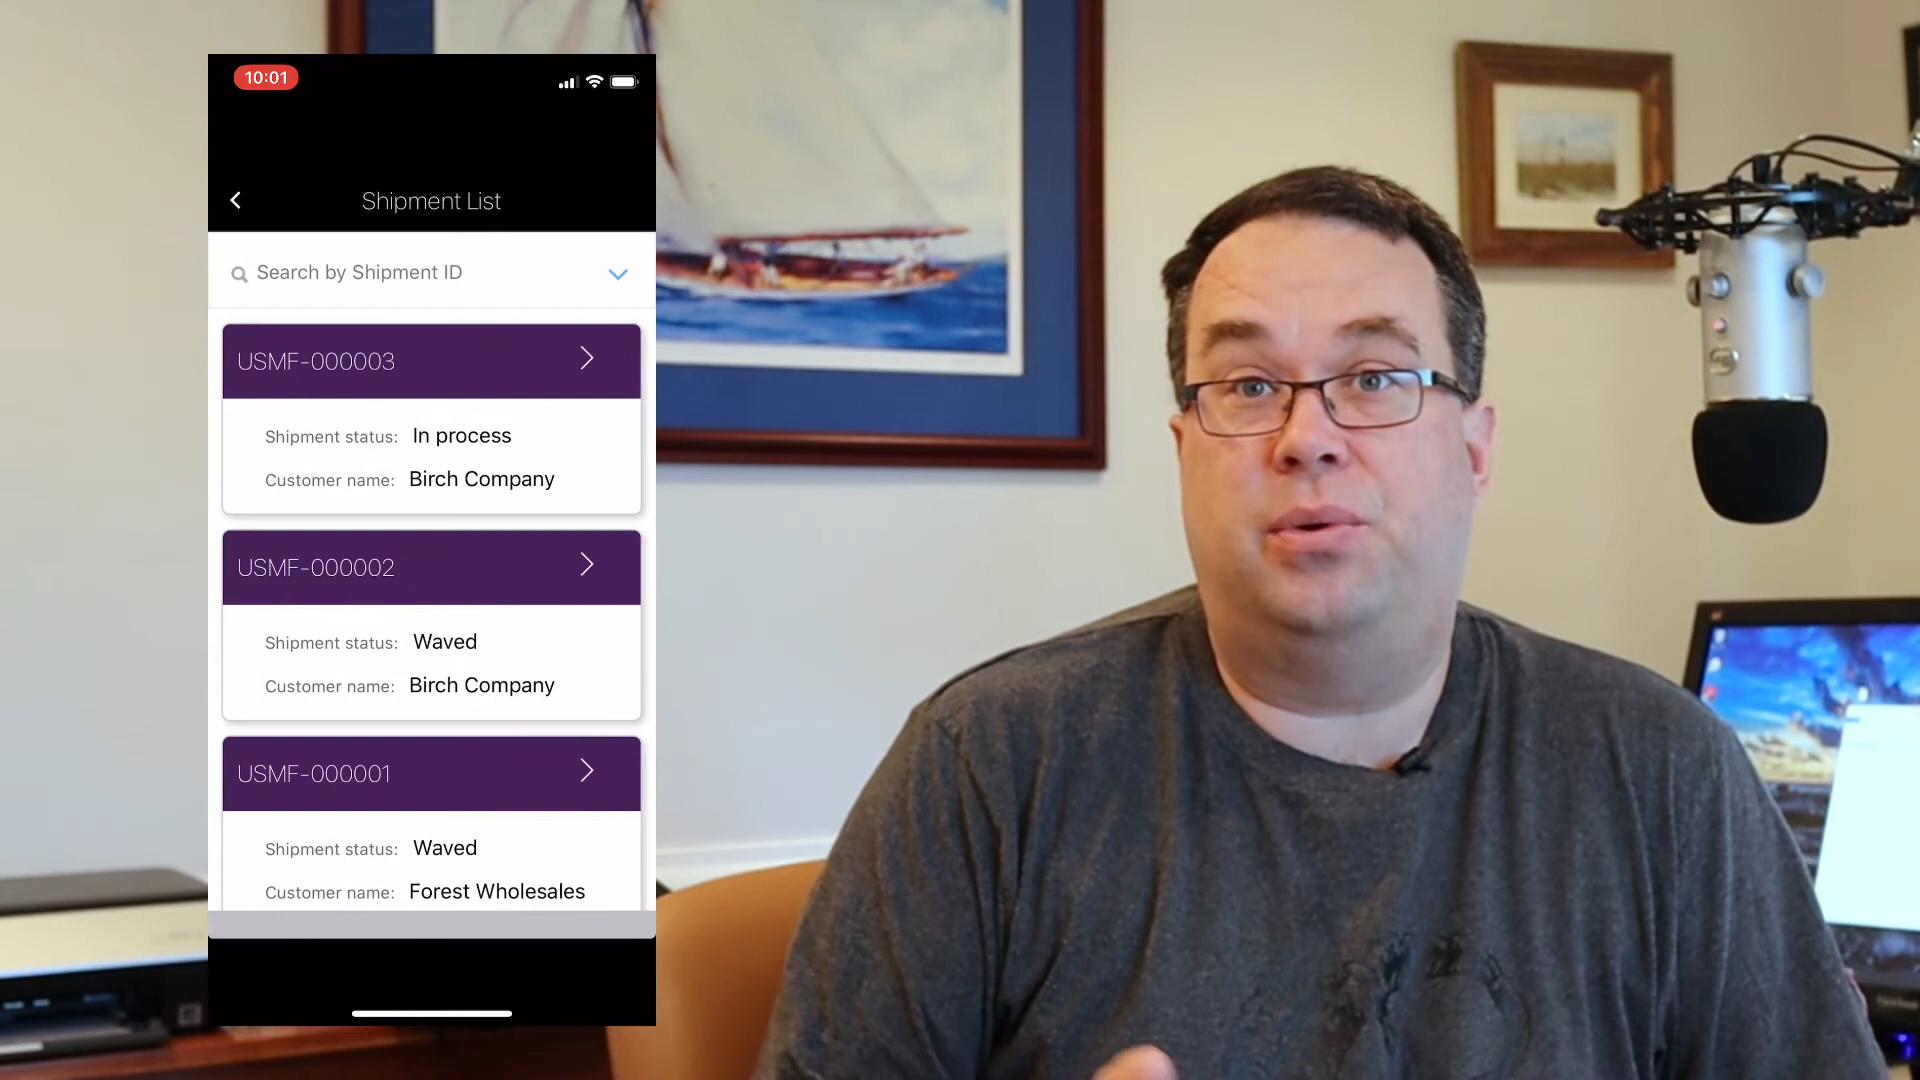 10:01
Shipment List
Search by Shipment ID
USMF-000003
Shipment status: In process
Customer name: Birch Company
USMF-000002
Shipment status: Waved
Customer name: Birch Company
USMF-000001
Shipment status: Waved
Customer name: Forest Wholesales